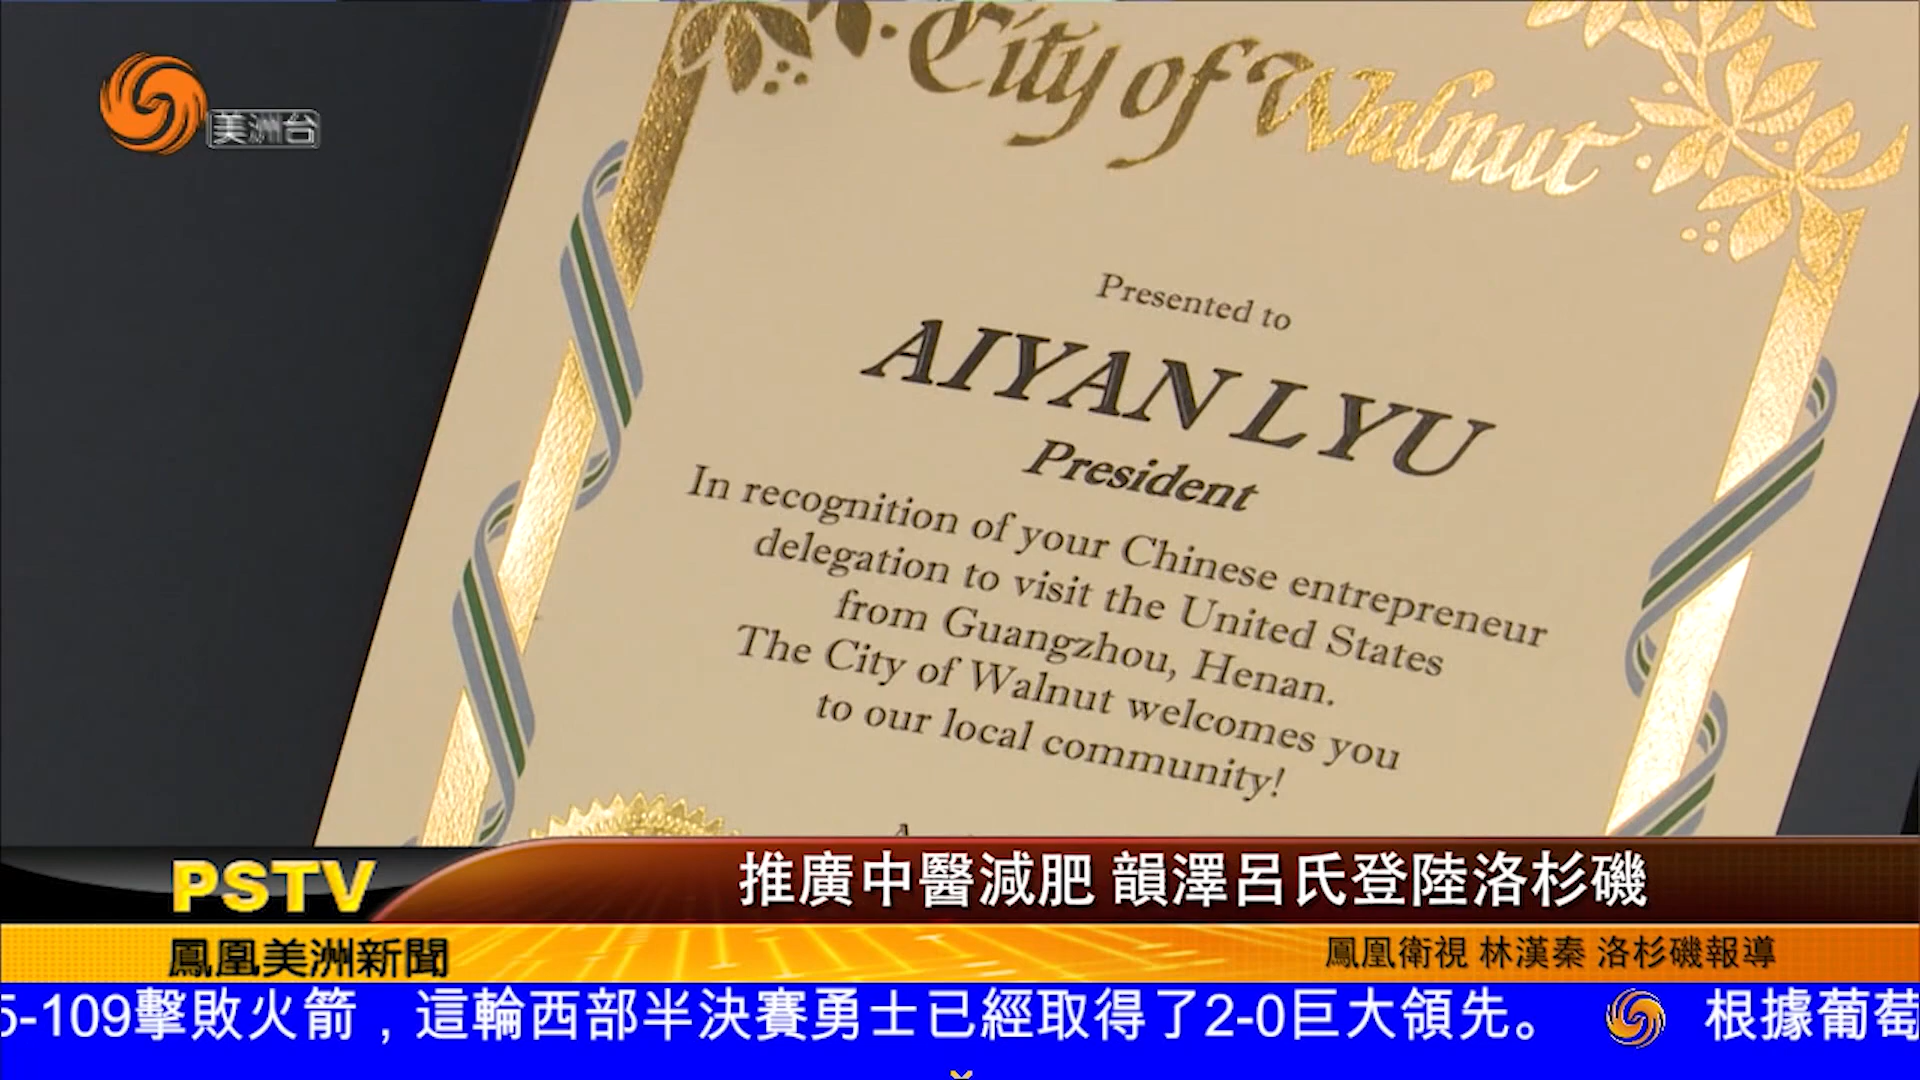 City of Walnut
美洲台
Presented to
AIYAN LYU
President
In recognition of your Chinese entrepreneur
delegation to visit the United States
from Guangzhou, Henan.
The City of Walnut welcomes you
to our local community!
PSTV
推廣中醫減肥 韻澤呂氏登陸洛杉磯
鳳凰美洲新聞
鳳凰衛視 林漢秦 洛杉磯報導
5-109擊敗火箭，這輪西部半決賽勇士已經取得了2-0巨大領先。 根據葡萄